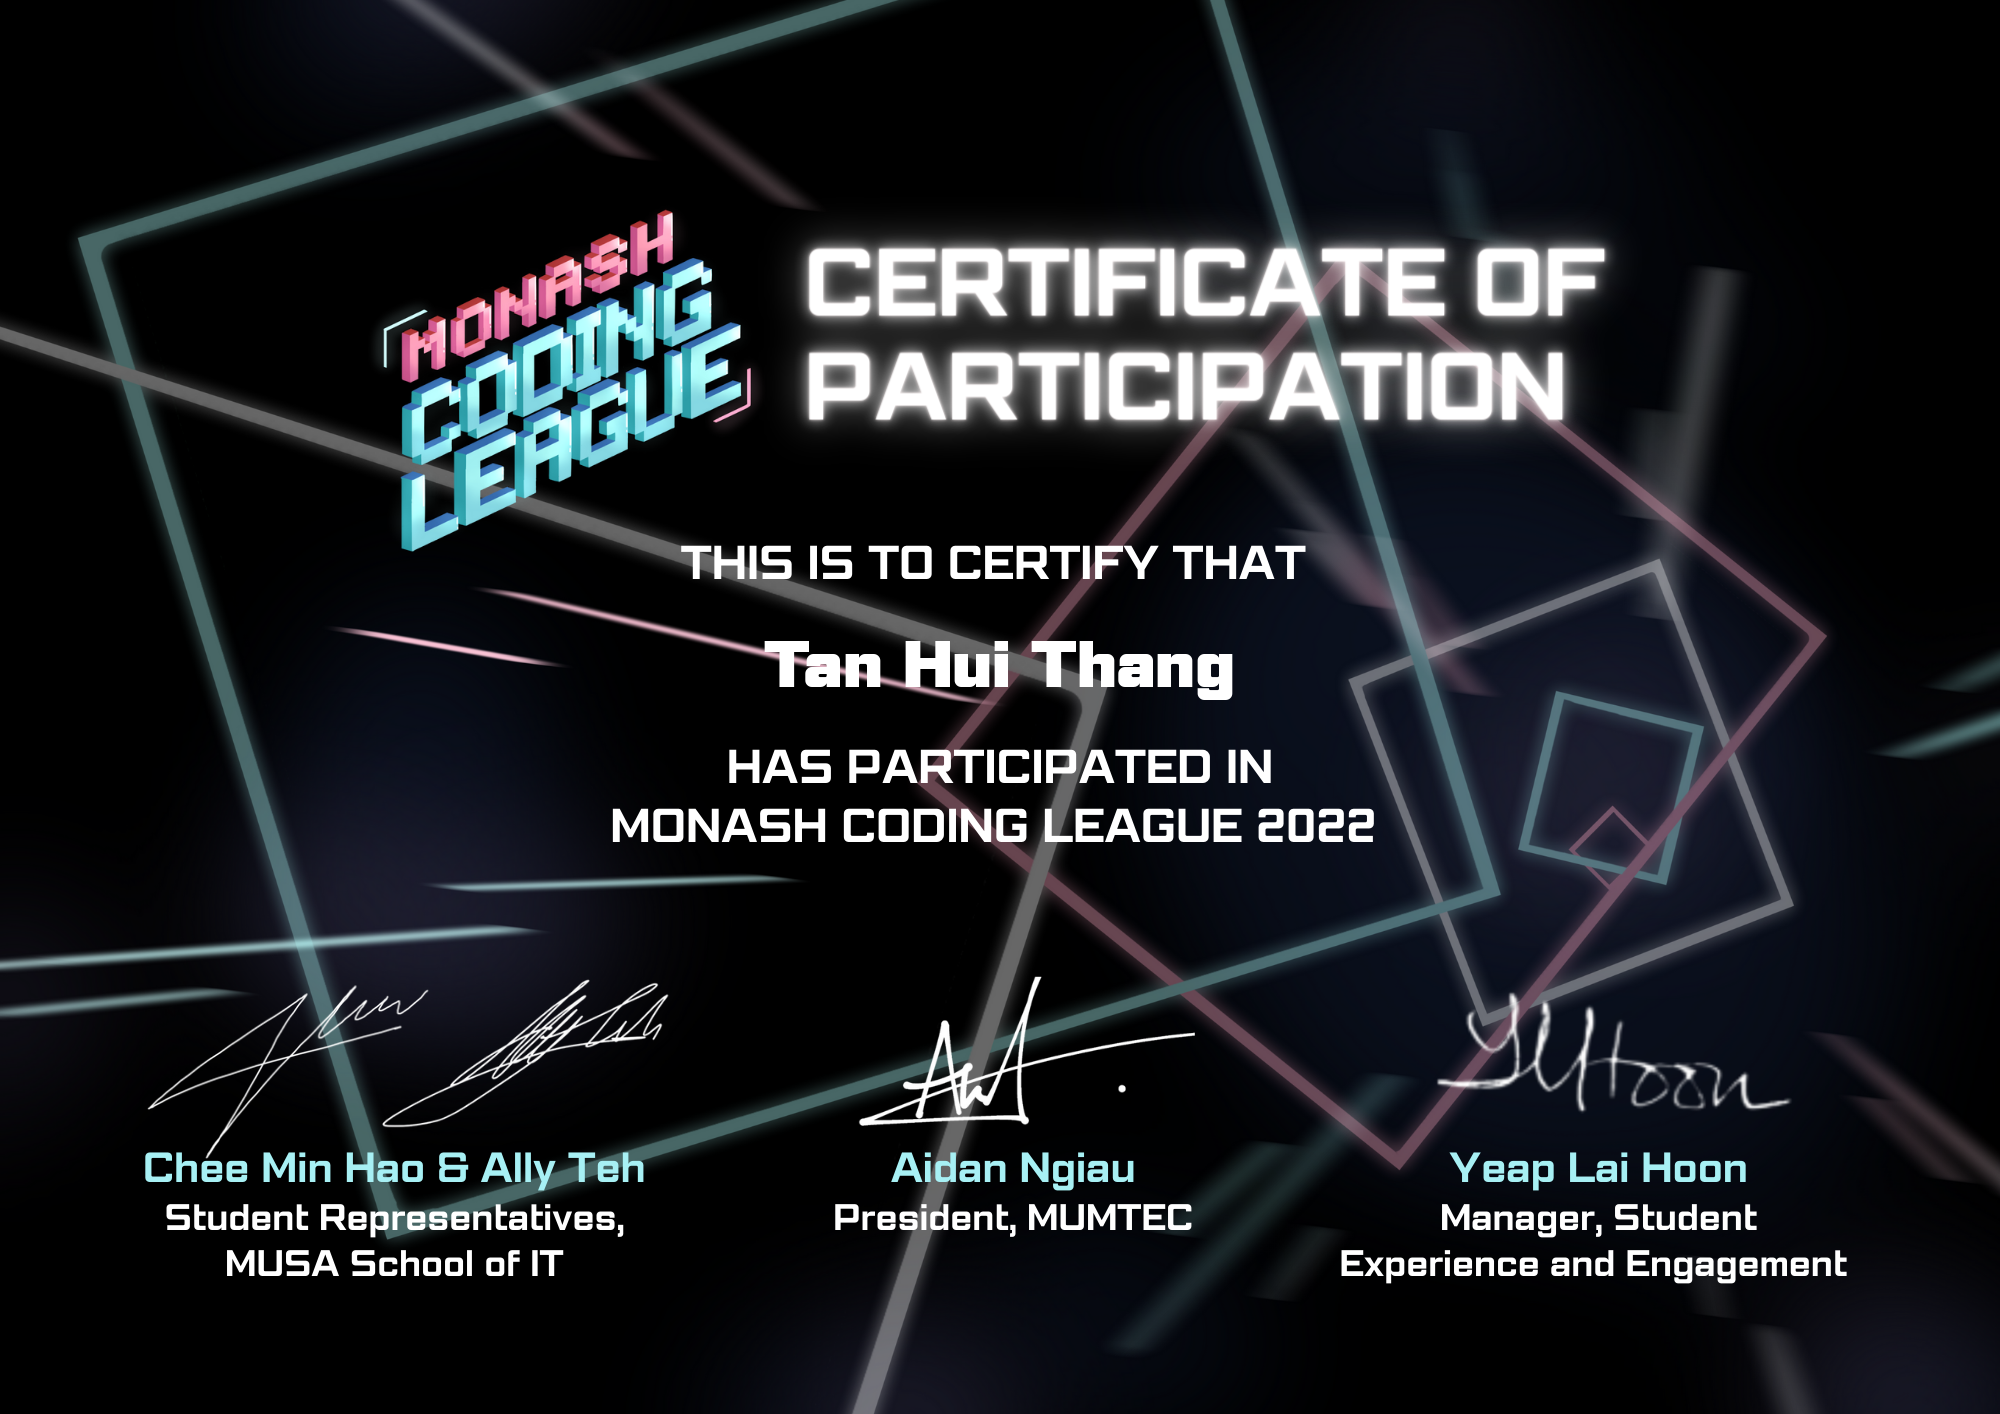 MONASH
CODING
LEAGUE
CERTIFICATE OF
PARTICIPATION
THIS IS TO CERTIFY THAT
Tan Hui Thang
HAS PARTICIPATED IN
MONASH CODING LEAGUE 2022
Chee Min Hao & Ally Teh
Student Representatives,
MUSA School of IT
Aidan Ngiau
President, MUMTEC
YLHoon
Yeap Lai Hoon
Manager, Student
Experience and Engagement